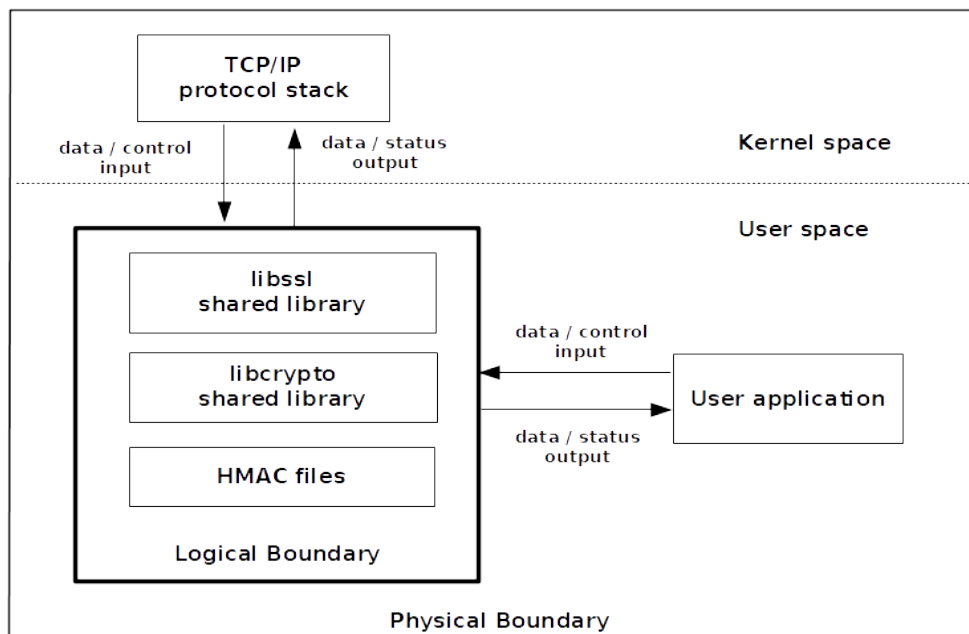 TCP/IP
protocol stack
data / control
input
data / status
output
Kernel space
User space
libssl
shared library
data / control
input
libcrypto
shared library
User application
data / status
output
HMAC files
Logical Boundary
Physical Boundary